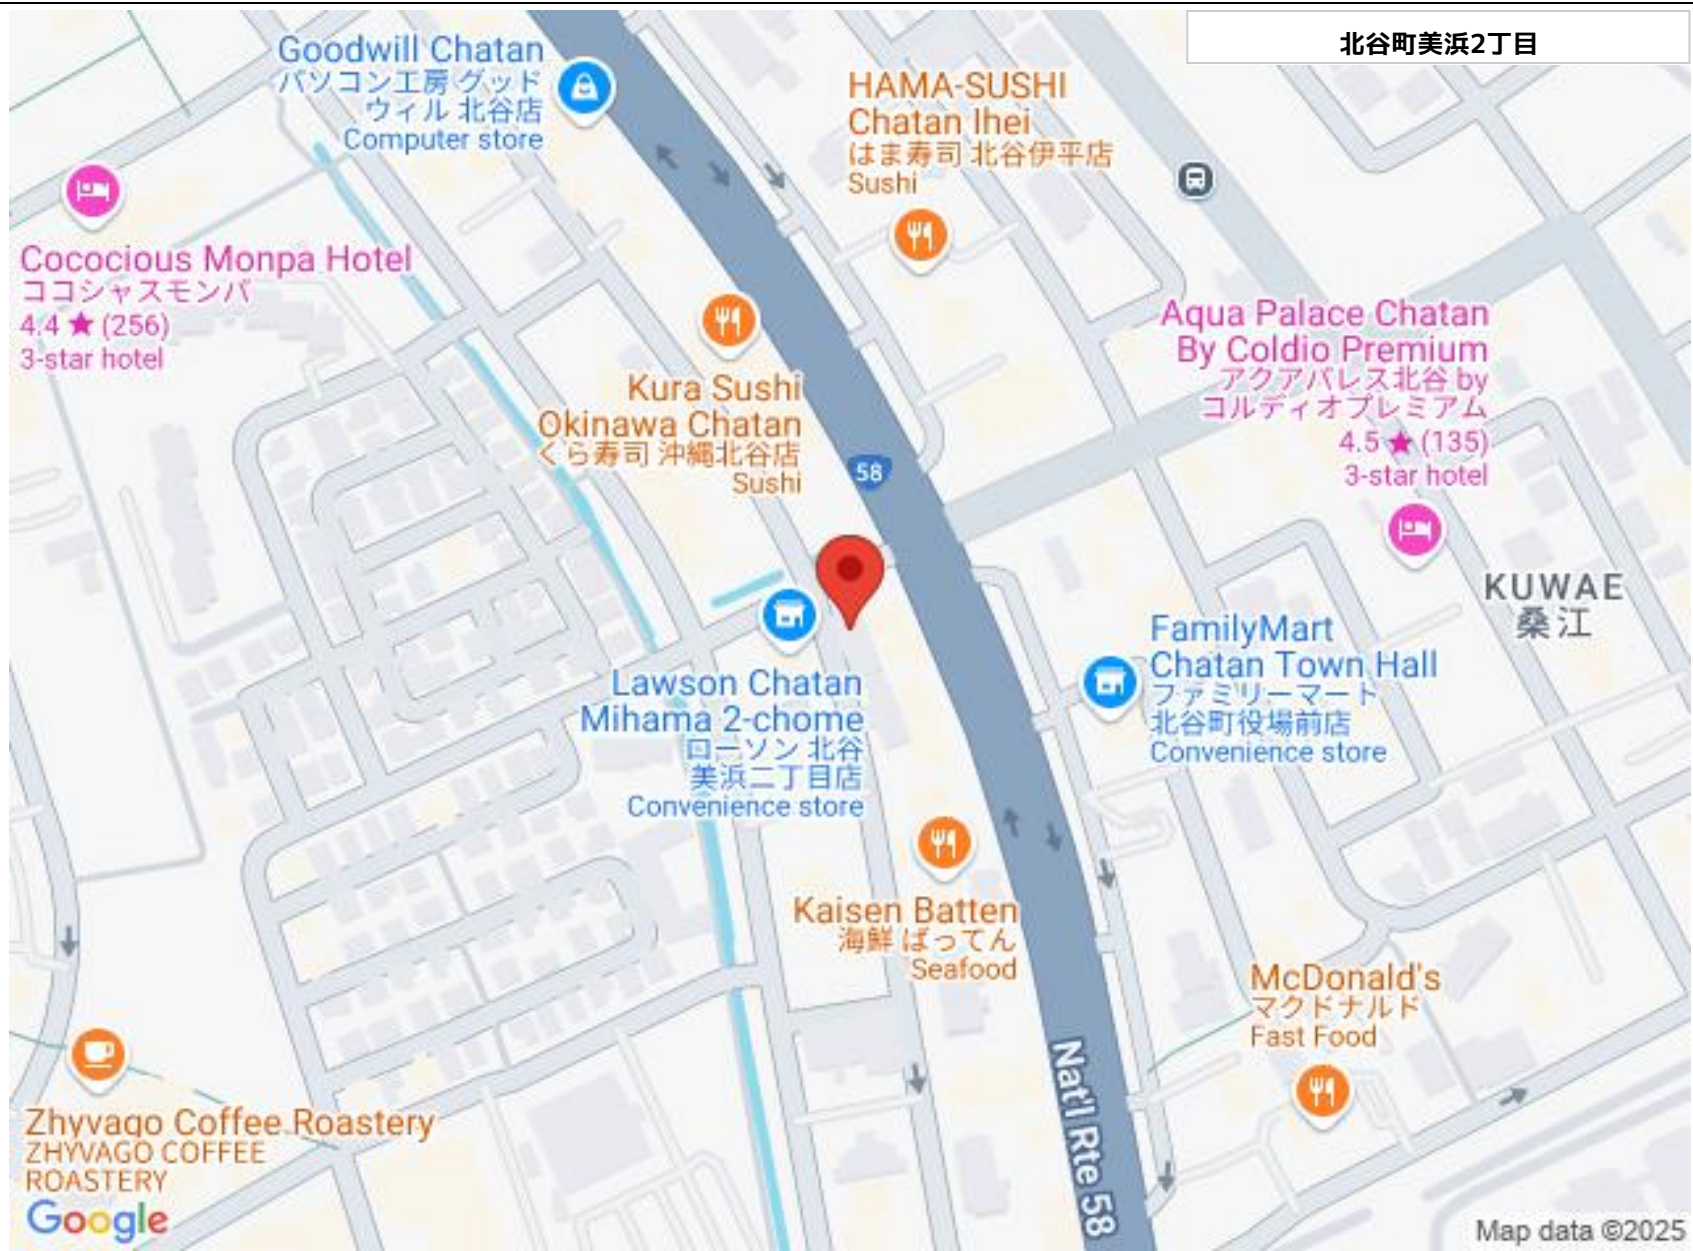 北谷町美浜2丁目
Goodwill Chatan
パソコン工房 グッド
ウィル 北谷店
Computer store
HAMA-SUSHI
Chatan Ihei
はま寿司 北谷伊平店
Sushi
Cococious Monpa Hotel
ココシャスモンパ
4.4 ★ (256)
3-star hotel
Aqua Palace Chatan
By Coldio Premium
アクアパレス北谷 by
コルディオプレミアム
4.5 ★ (135)
3-star hotel
Kura Sushi
Okinawa Chatan
くら寿司 沖縄北谷店
Sushi
58
KUWAE
桑江
FamilyMart
Chatan Town Hall
ファミリーマート
北谷町役場前店
Convenience store
Lawson Chatan
Mihama 2-chome
ローソン 北谷
美浜二丁目店
Convenience store
Kaisen Batten
海鮮 ばってん
Seafood
McDonald's
マクドナルド
Fast Food
Nat'l Rte 58
Zhyvago Coffee Roastery
ZHYVAGO COFFEE
ROASTERY
Google
Map data ©2025